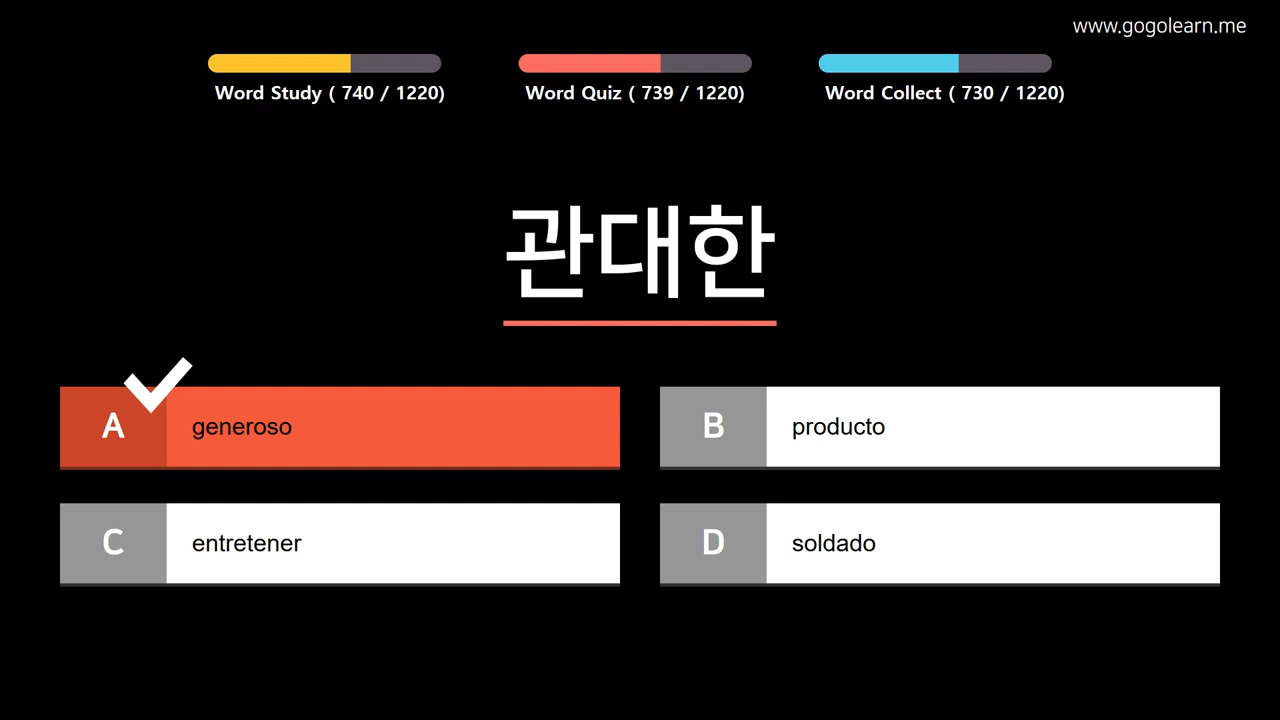 www.gogolearn.me
Word Study ( 740 / 1220)
Word Quiz ( 739 / 1220)
Word Collect ( 730 / 1220)
관대한
A generoso
B producto
C entretener
D soldado